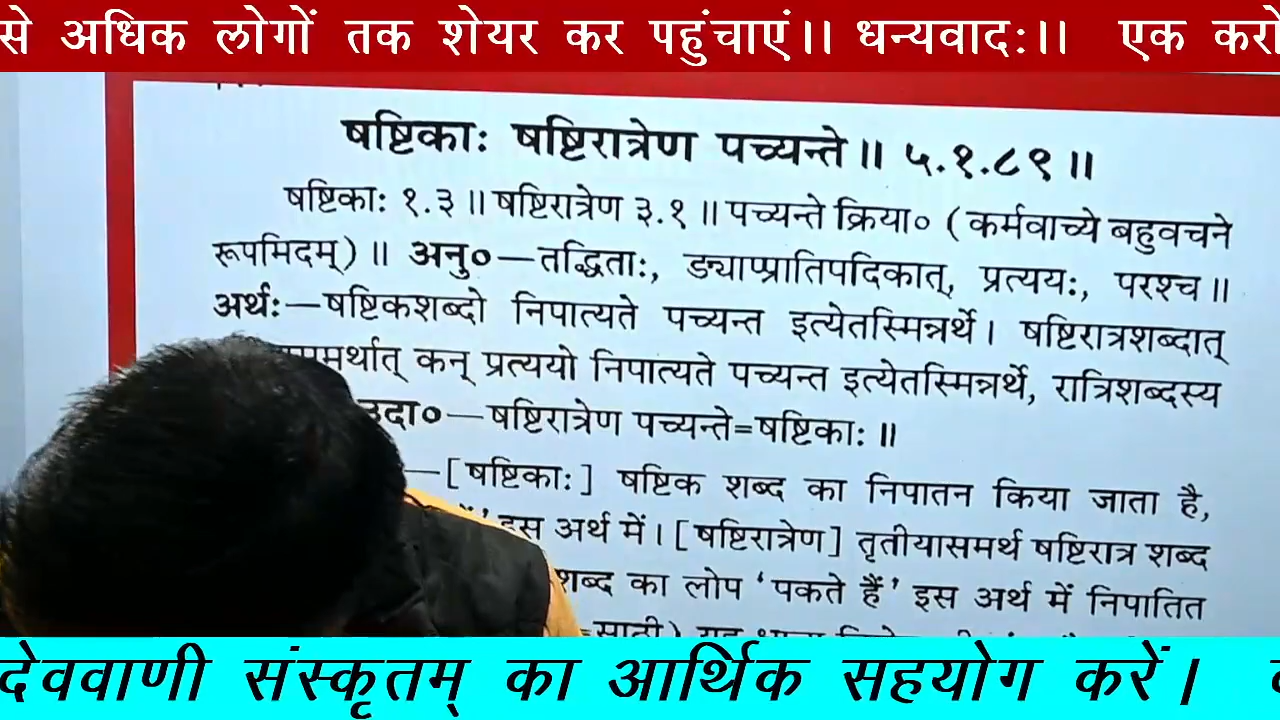 से अधिक लोगों तक शेयर कर पहुंचाएं।। धन्यवादः।। एक करो
षष्टिकाः षष्टिरात्रेण पच्यन्ते॥ ५.१.८९॥
षष्टिकाः १.३॥ षष्टिरात्रेण ३.१॥ पच्यन्ते क्रिया० (कर्मवाच्ये बहुवचने
रूपमिदम्)॥ अनु०—तद्धिताः, ङ्याप्प्रातिपदिकात्, प्रत्ययः, परश्च॥
अर्थः—षष्टिकशब्दो निपात्यते पच्यन्त इत्येतस्मिन्नर्थे। षष्टिरात्रशब्दात्
कन् प्रत्ययो निपात्यते पच्यन्त इत्येतस्मिन्नर्थे, रात्रिशब्दस्य
उदा०—षष्टिरात्रेण पच्यन्ते=षष्टिकाः॥
—[षष्टिकाः] षष्टिक शब्द का निपातन किया जाता है,
इस अर्थ में। [षष्टिरात्रेण] तृतीयासमर्थ षष्टिरात्र शब्द
शब्द का लोप ‘पकते हैं’ इस अर्थ में निपातित
देववाणी संस्कृतम् का आर्थिक सहयोग करें।